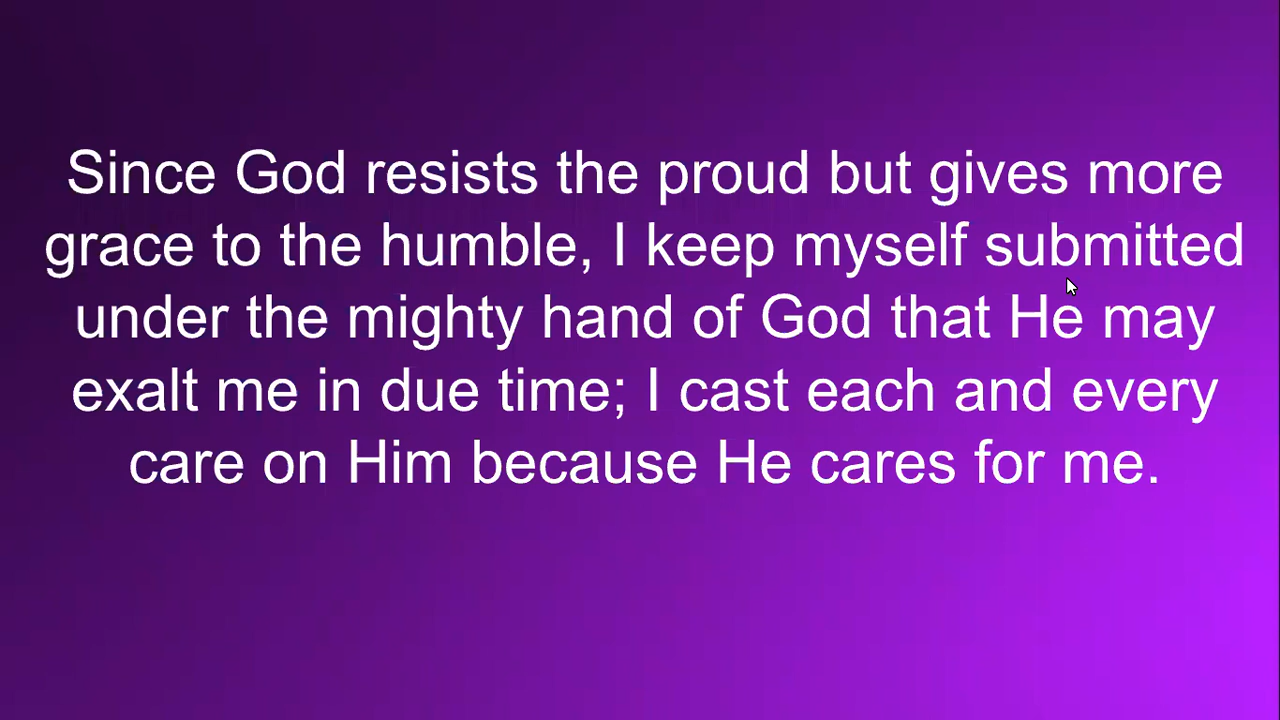 Since God resists the proud but gives more
grace to the humble, I keep myself submitted
under the mighty hand of God that He may
exalt me in due time; I cast each and every
care on Him because He cares for me.